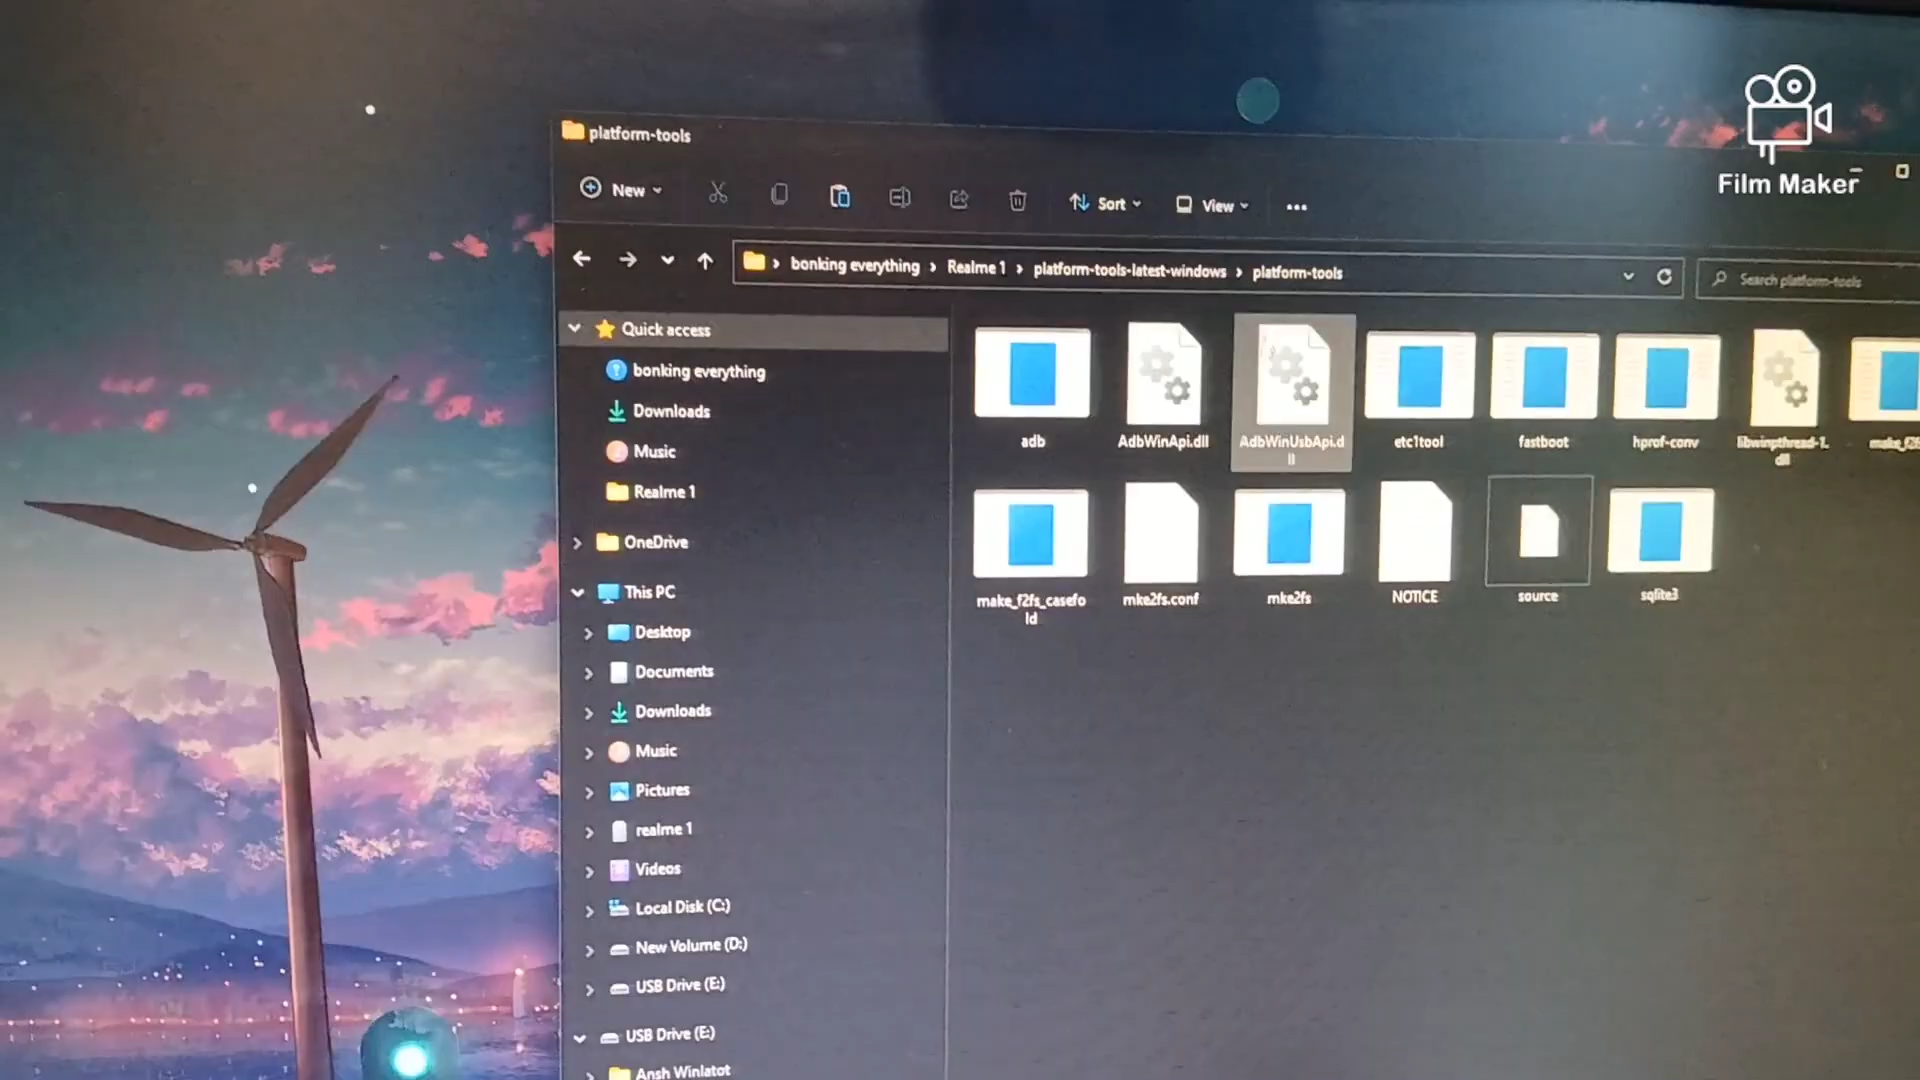 platform-tools
Film Maker
New
Sort
View
bonking everything › Realme 1 › platform-tools-latest-windows › platform-tools
Search platform-tools
Quick access
bonking everything
Downloads
Music
Realme 1
OneDrive
This PC
Desktop
Documents
Downloads
Music
Pictures
realme 1
Videos
Local Disk (C:)
New Volume (D:)
USB Drive (E:)
USB Drive (E:)
Ansh Winlatot
adb
AdbWinApi.dll
AdbWinUsbApi.d
ll
etc1tool
fastboot
hprof-conv
libwinpthread-1.
dll
make_f2fs_casefo
ld
mke2fs.conf
mke2fs
NOTICE
source
sqlite3